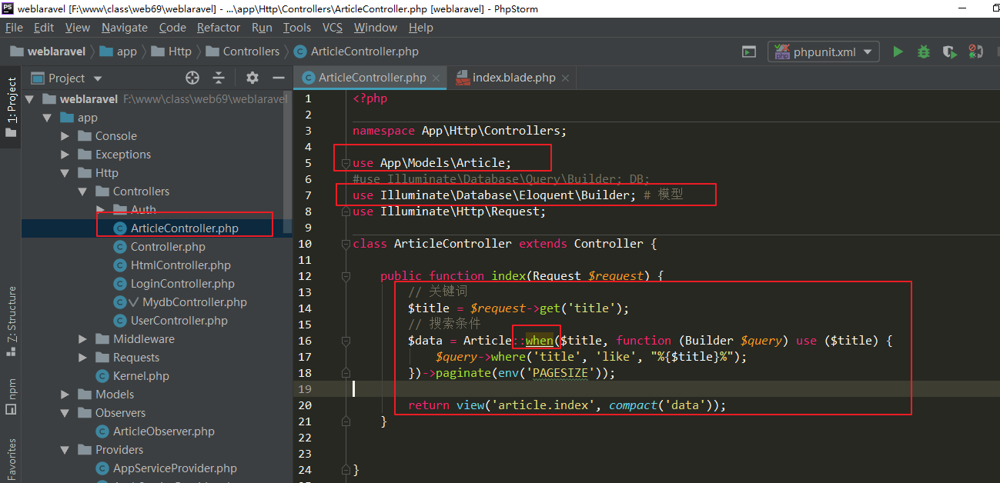 weblaravel [F:\www\class\web69\weblaravel] - ...\app\Http\Controllers\ArticleController.php [weblaravel] - PhpStorm
File Edit View Navigate Code Refactor Run Tools VCS Window Help
weblaravel app Http Controllers ArticleController.php phpunit.xml
Project ArticleController.php index.blade.php
1: Project
Z: Structure
npm
Favorites
weblaravel F:\www\class\web69\weblaravel
app
Console
Exceptions
Http
Controllers
Auth
ArticleController.php
Controller.php
HtmlController.php
LoginController.php
MydbController.php
UserController.php
Middleware
Requests
Kernel.php
Models
Observers
ArticleObserver.php
Providers
AppServiceProvider.php
1 <?php
2
3 namespace App\Http\Controllers;
4
5 use App\Models\Article;
6 #use Illuminate\Database\Query\Builder; DB;
7 use Illuminate\Database\Eloquent\Builder; # 模型
8 use Illuminate\Http\Request;
9
10 class ArticleController extends Controller {
11
12 public function index(Request $request) {
13 // 关键词
14 $title = $request->get('title');
15 // 搜索条件
16 $data = Article::when($title, function (Builder $query) use ($title) {
17 $query->where('title', 'like', "%{$title}%");
18 })->paginate(env('PAGESIZE'));
19
20 return view('article.index', compact('data'));
21 }
22
23
24 }